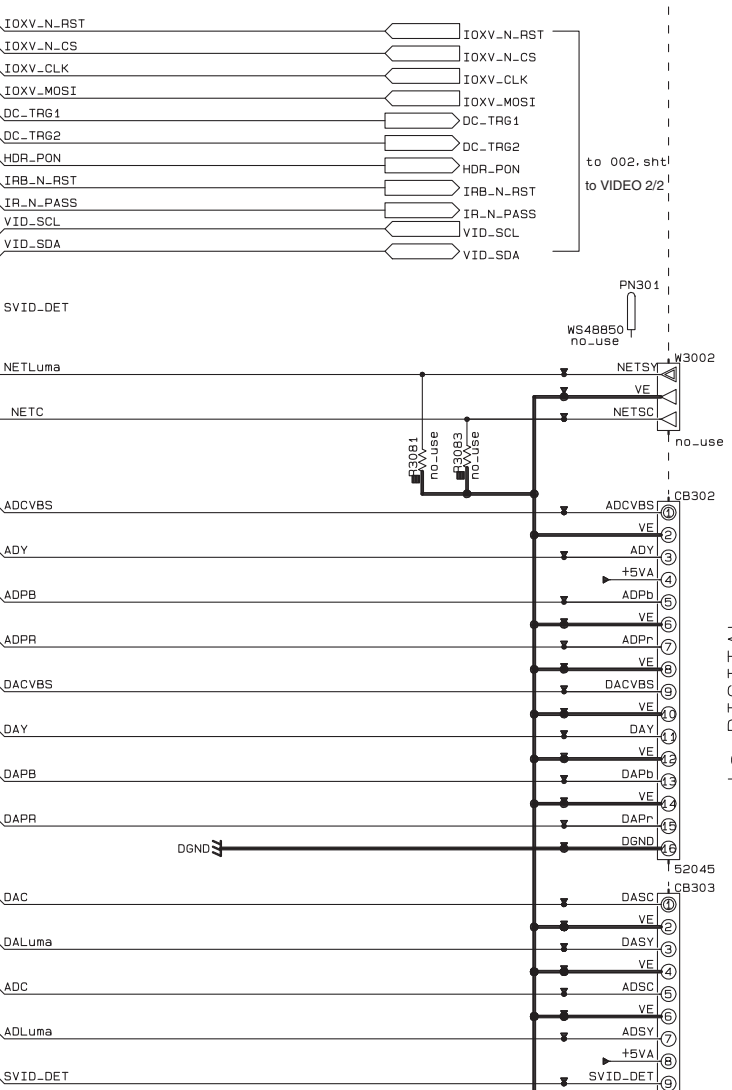 IOXV_N_RST IOXV_N_RST
IOXV_N_CS IOXV_N_CS
IOXV_CLK IOXV_CLK
IOXV_MOSI IOXV_MOSI
DC_TRG1 DC_TRG1
DC_TRG2 DC_TRG2
HDR_PON HDR_PON
to 002.sht
IRB_N_RST IRB_N_RST
to VIDEO 2/2
IR_N_PASS IR_N_PASS
VID_SCL VID_SCL
VID_SDA VID_SDA
PN301
SVID_DET
WS48850
no_use
W3002
NETLuma NETSY
VE
NETC NETSC
R3081 no_use
R3083 no_use
no_use
CB302
ADCVBS ADCVBS 1
VE 2
ADY ADY 3
+5VA 4
ADPB ADPb 5
VE 6
ADPR ADPr 7
VE 8
DACVBS DACVBS 9
VE 10
DAY DAY 11
VE 12
DAPB DAPb 13
VE 14
DAPR DAPr 15
DGND DGND 16
52045
CB303
DAC DASC 1
VE 2
DALuma DASY 3
VE 4
ADC ADSC 5
VE 6
ADLuma ADSY 7
+5VA 8
SVID_DET SVID_DET 9